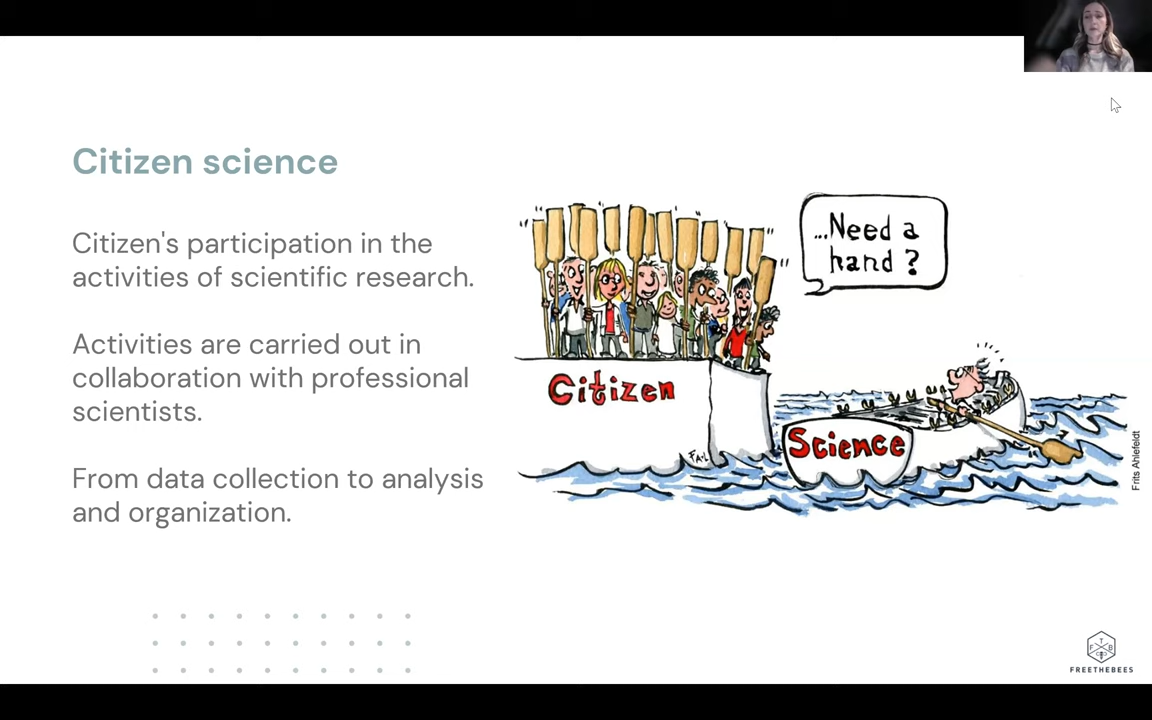 Citizen science
Citizen's participation in the
activities of scientific research.
Activities are carried out in
collaboration with professional
scientists.
From data collection to analysis
and organization.
...Need a
hand?
Citizen
Science
Frits Ahlefeldt
F T B
FREETHEBEES